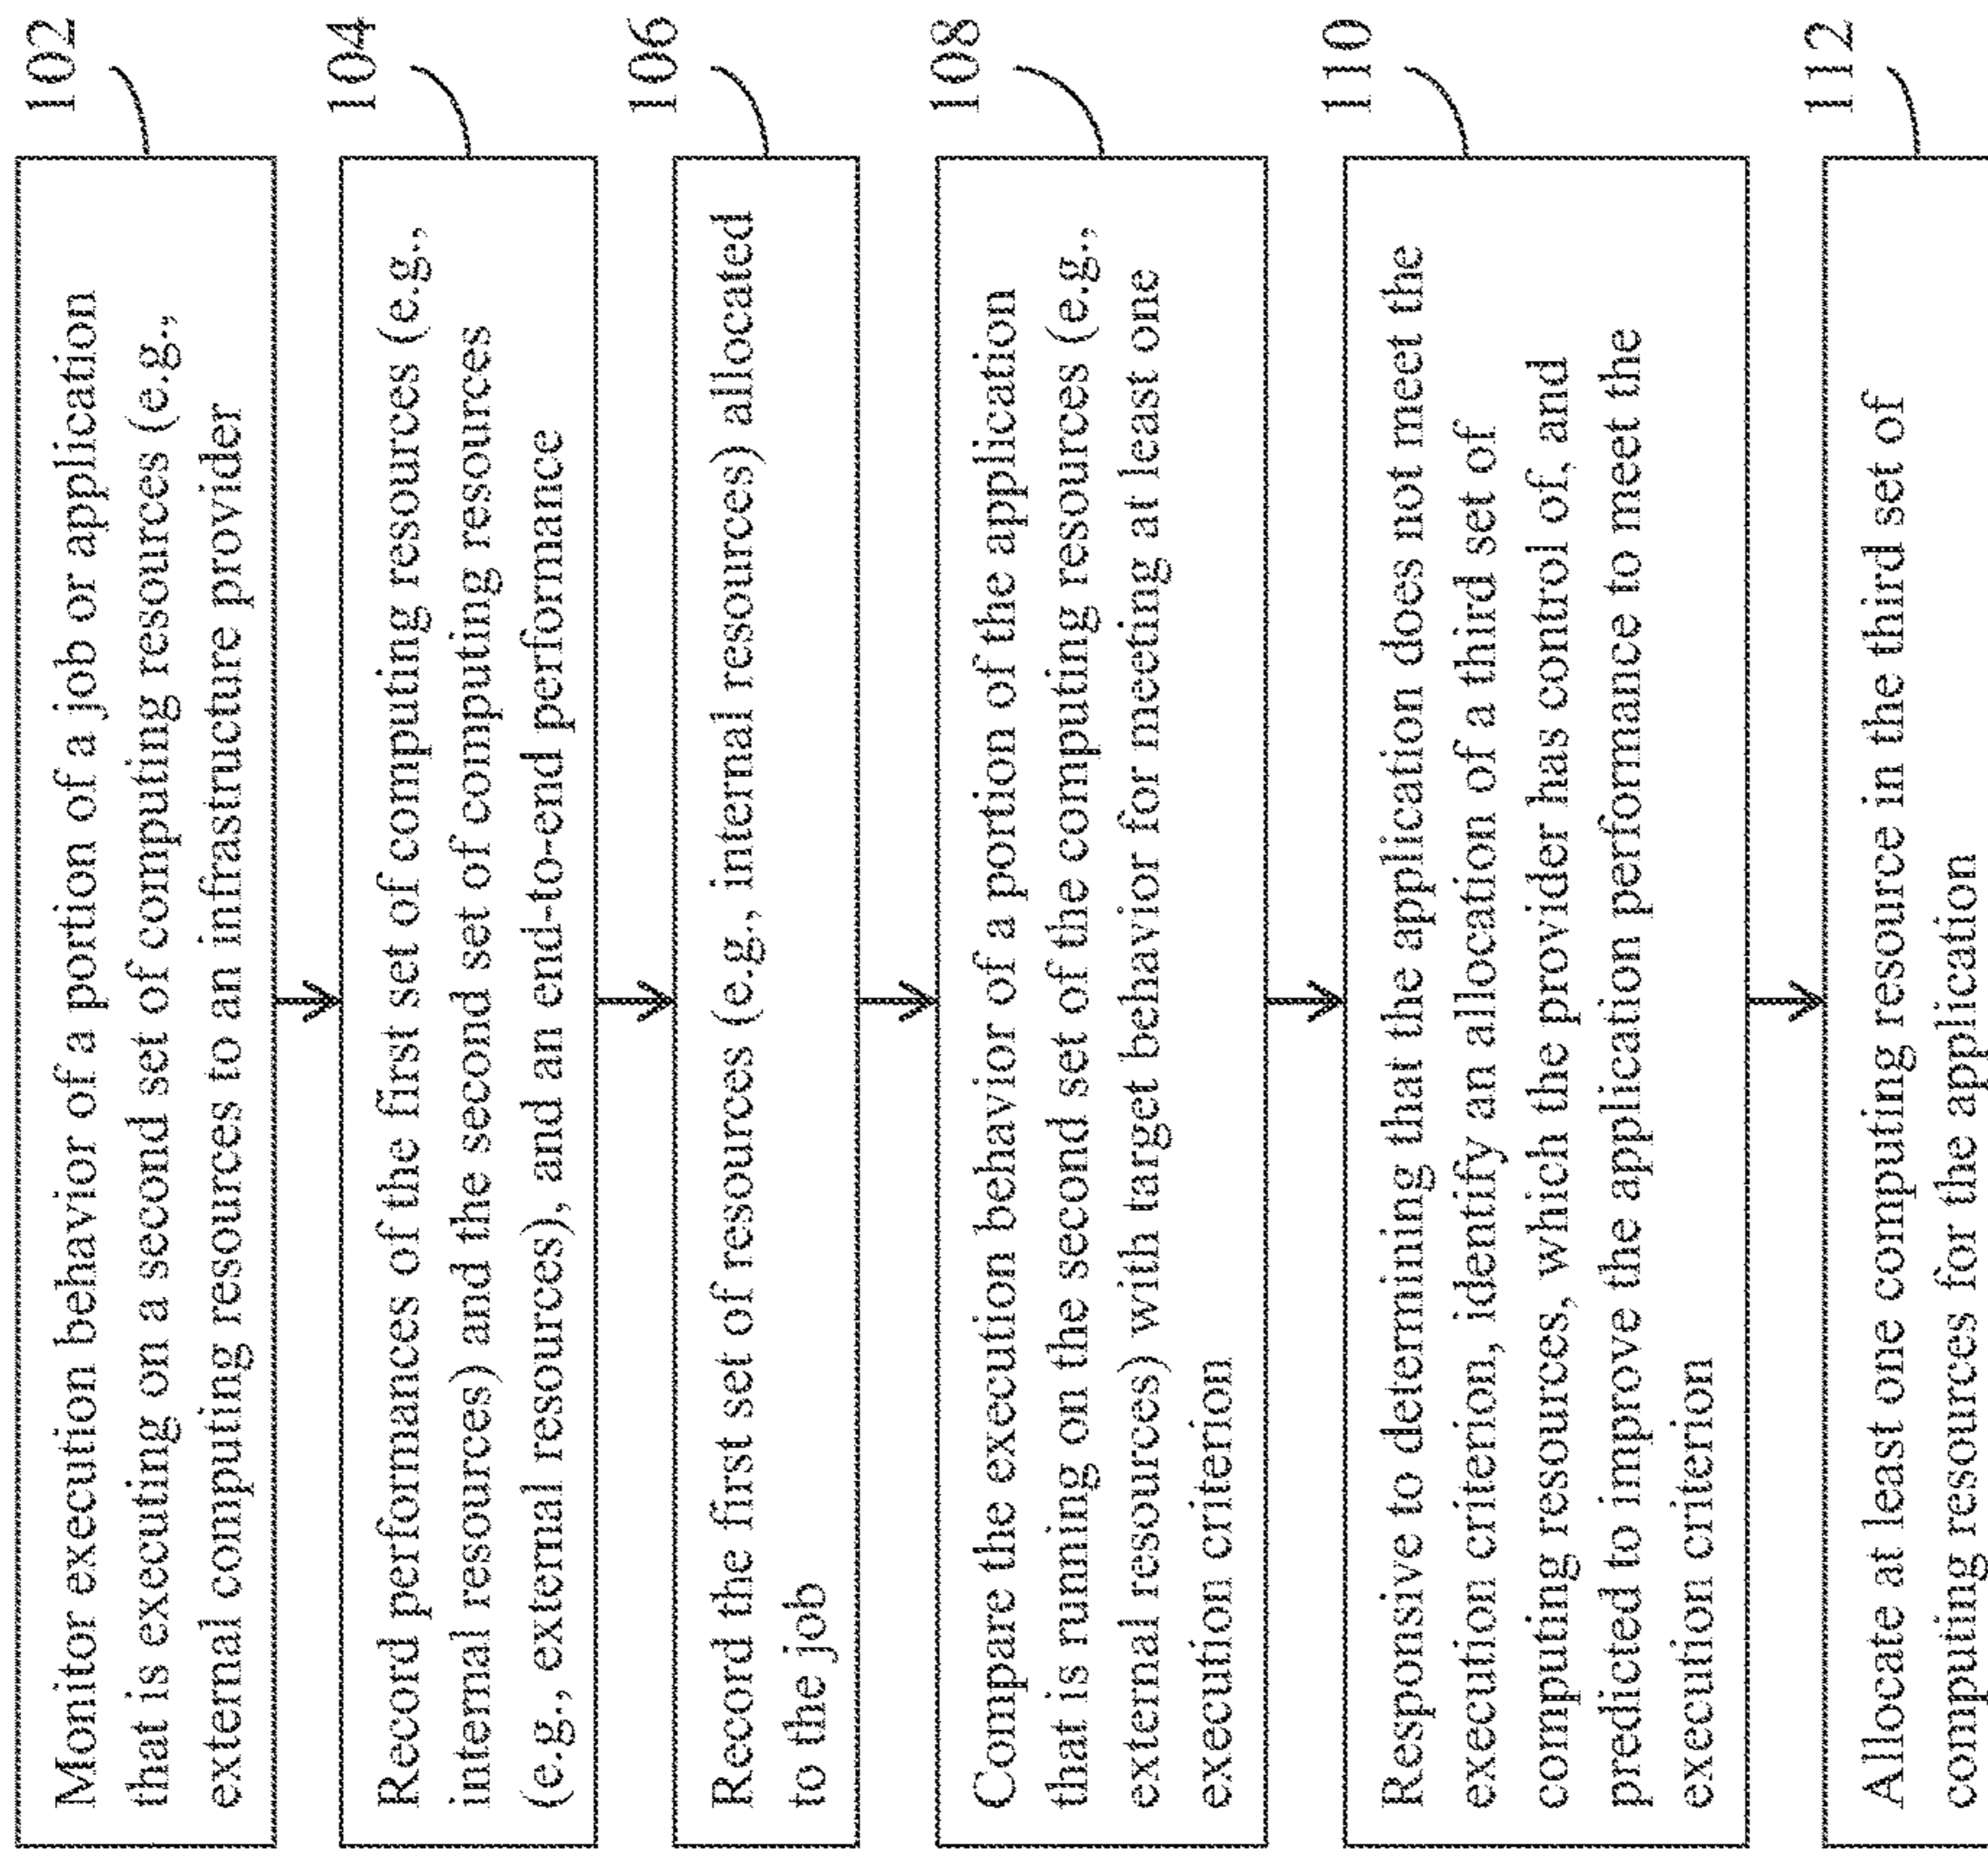 102
Monitor execution behavior of a portion of a job or application
that is executing on a second set of computing resources (e.g.,
external computing resources to an infrastructure provider
104
Record performances of the first set of computing resources (e.g.,
internal resources) and the second set of computing resources
(e.g., external resources), and an end-to-end performance
106
Record the first set of resources (e.g., internal resources) allocated
to the job
108
Compare the execution behavior of a portion of the application
that is running on the second set of the computing resources (e.g.,
external resources) with target behavior for meeting at least one
execution criterion
110
Responsive to determining that the application does not meet the
execution criterion, identify an allocation of a third set of
computing resources, which the provider has control of, and
predicted to improve the application performance to meet the
execution criterion
112
Allocate at least one computing resource in the third set of
computing resources for the application